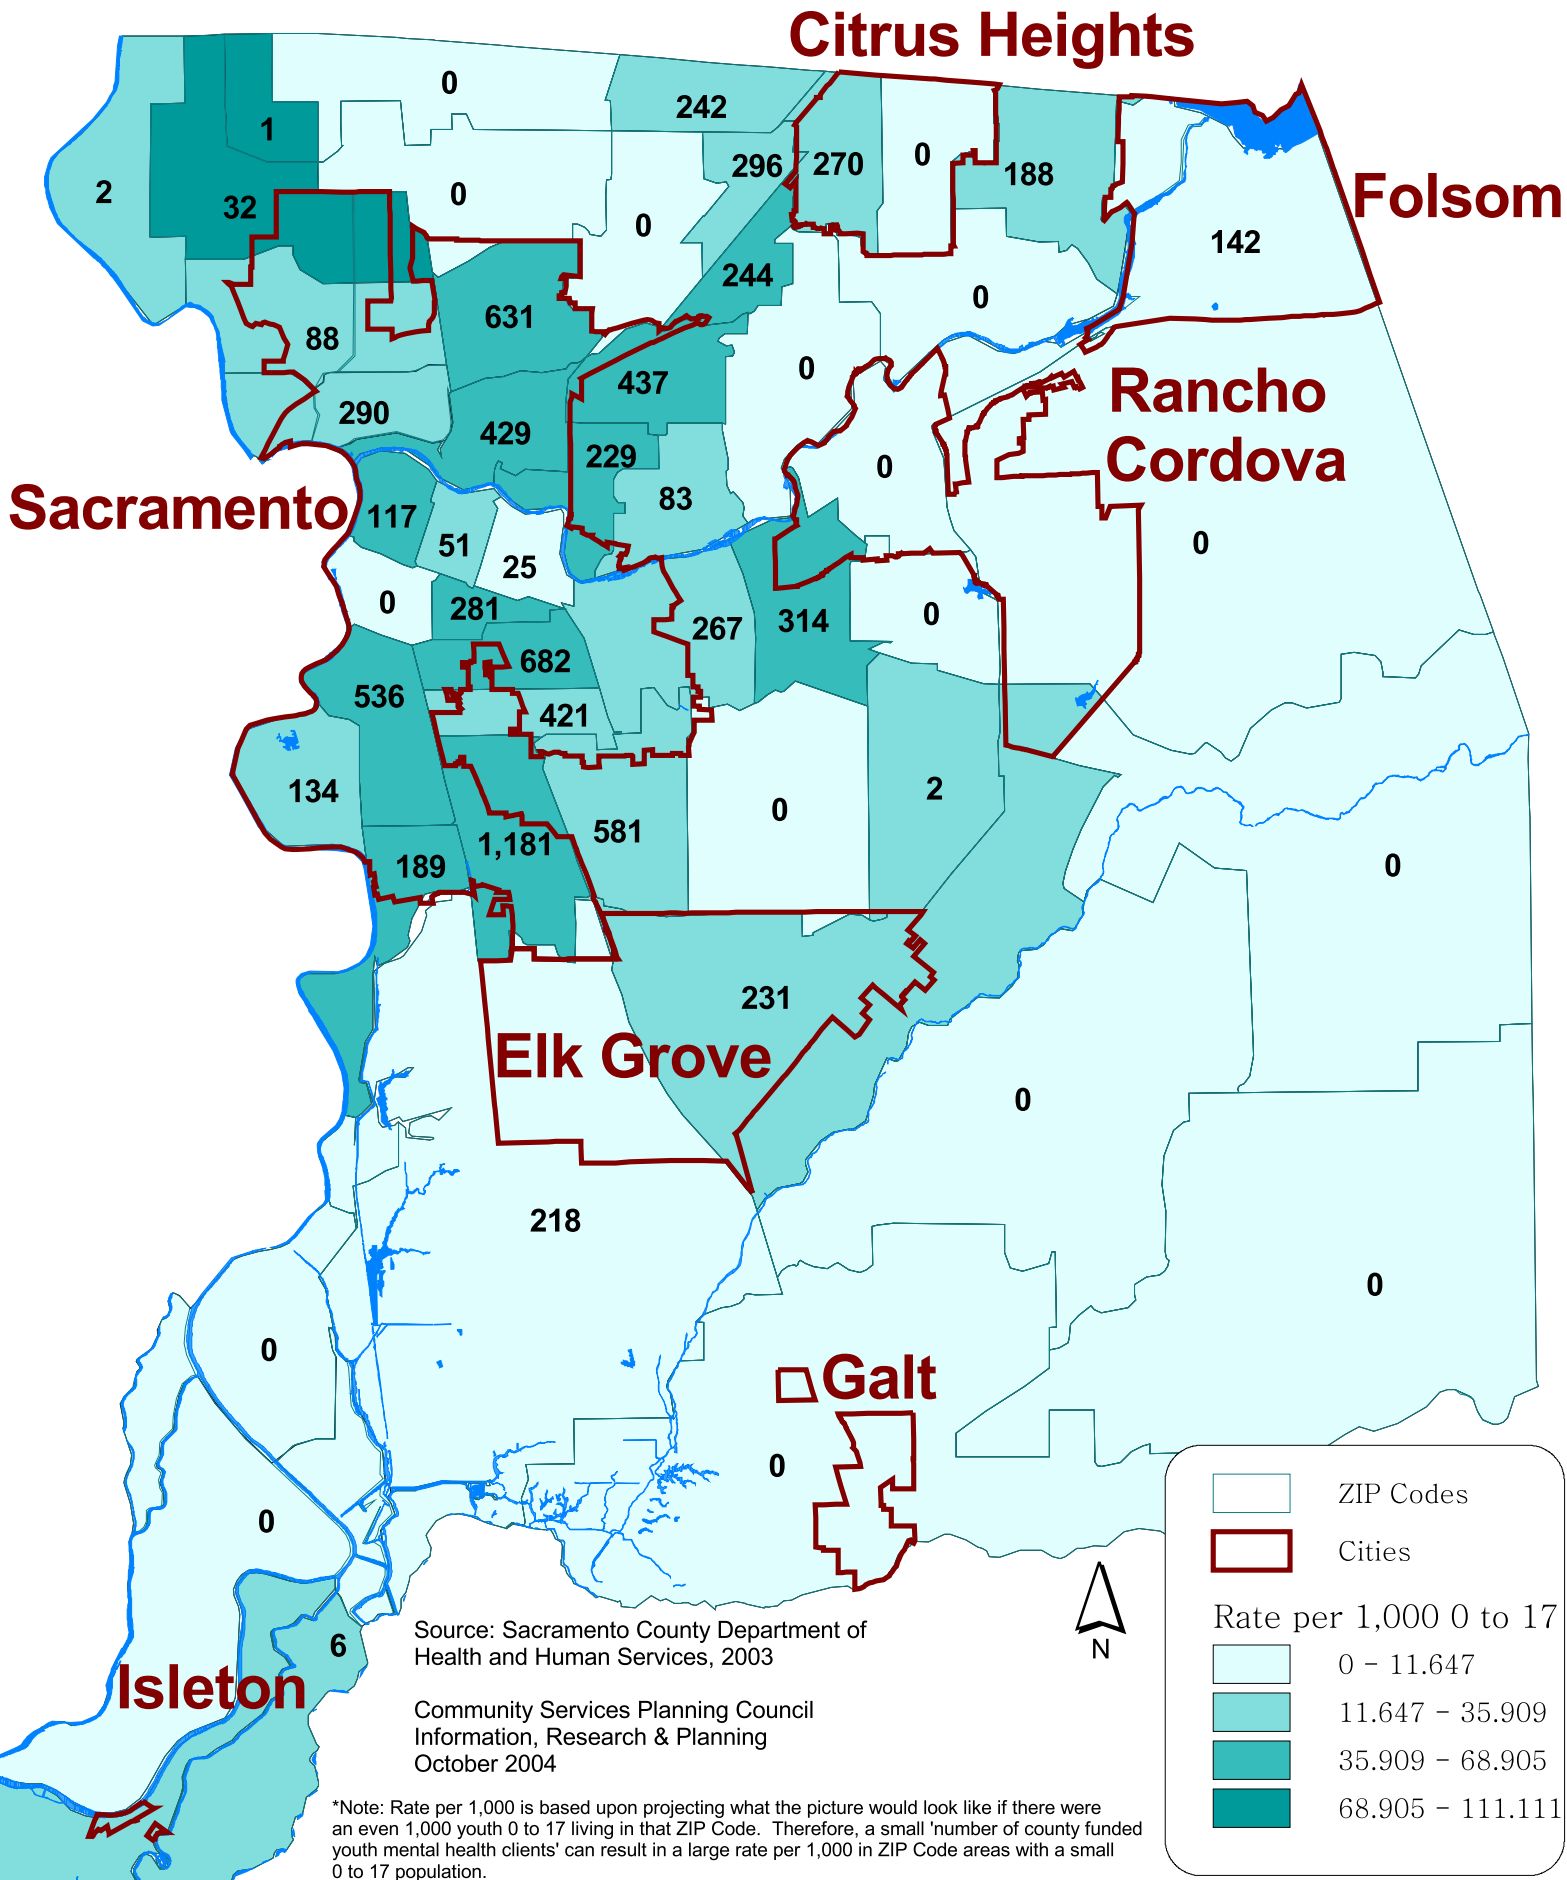 Citrus Heights
0
242
1
2
32
0
296
270
0
188
Folsom
0
142
244
0
631
88
0
437
Rancho
290
429
Cordova
229
0
83
Sacramento
117
51
25
0
0
281
267
314
0
682
536
421
134
2
0
581
1,181
189
0
231
Elk Grove
0
218
0
0
Galt
0
0
6
Isleton
ZIP Codes
Cities
Rate per 1,000 0 to 17
0 - 11.647
11.647 - 35.909
35.909 - 68.905
68.905 - 111.111
N
Source: Sacramento County Department of
Health and Human Services, 2003
Community Services Planning Council
Information, Research & Planning
October 2004
*Note: Rate per 1,000 is based upon projecting what the picture would look like if there were
an even 1,000 youth 0 to 17 living in that ZIP Code.  Therefore, a small 'number of county funded
youth mental health clients' can result in a large rate per 1,000 in ZIP Code areas with a small
0 to 17 population.